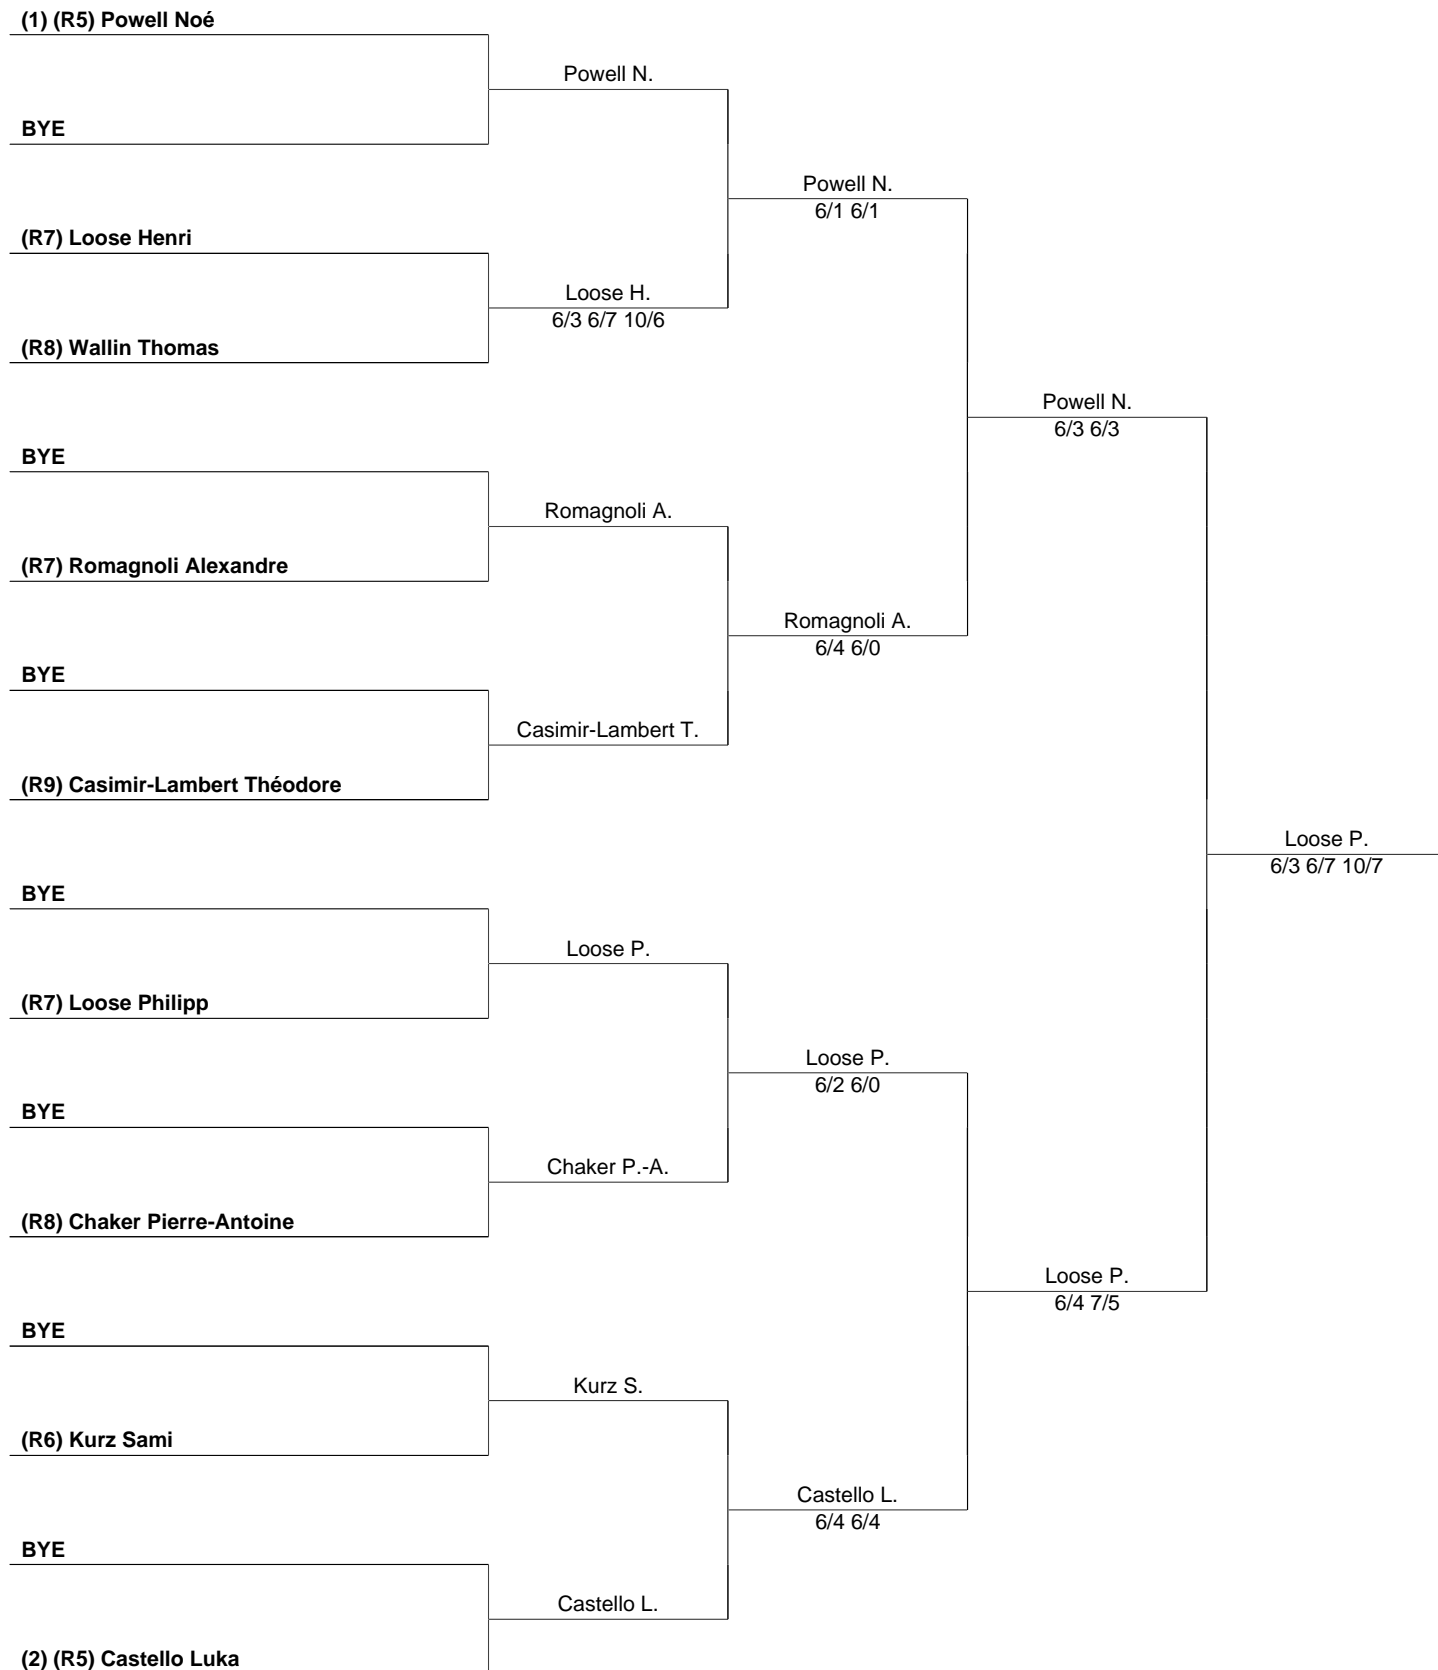 (1) (R5) Powell Noé
Powell N.
BYE
Powell N.
6/1 6/1
(R7) Loose Henri
Loose H.
6/3 6/7 10/6
(R8) Wallin Thomas
Powell N.
6/3 6/3
BYE
Romagnoli A.
(R7) Romagnoli Alexandre
Romagnoli A.
6/4 6/0
BYE
Casimir-Lambert T.
(R9) Casimir-Lambert Théodore
Loose P.
6/3 6/7 10/7
BYE
Loose P.
(R7) Loose Philipp
Loose P.
6/2 6/0
BYE
Chaker P.-A.
(R8) Chaker Pierre-Antoine
Loose P.
6/4 7/5
BYE
Kurz S.
(R6) Kurz Sami
Castello L.
6/4 6/4
BYE
Castello L.
(2) (R5) Castello Luka